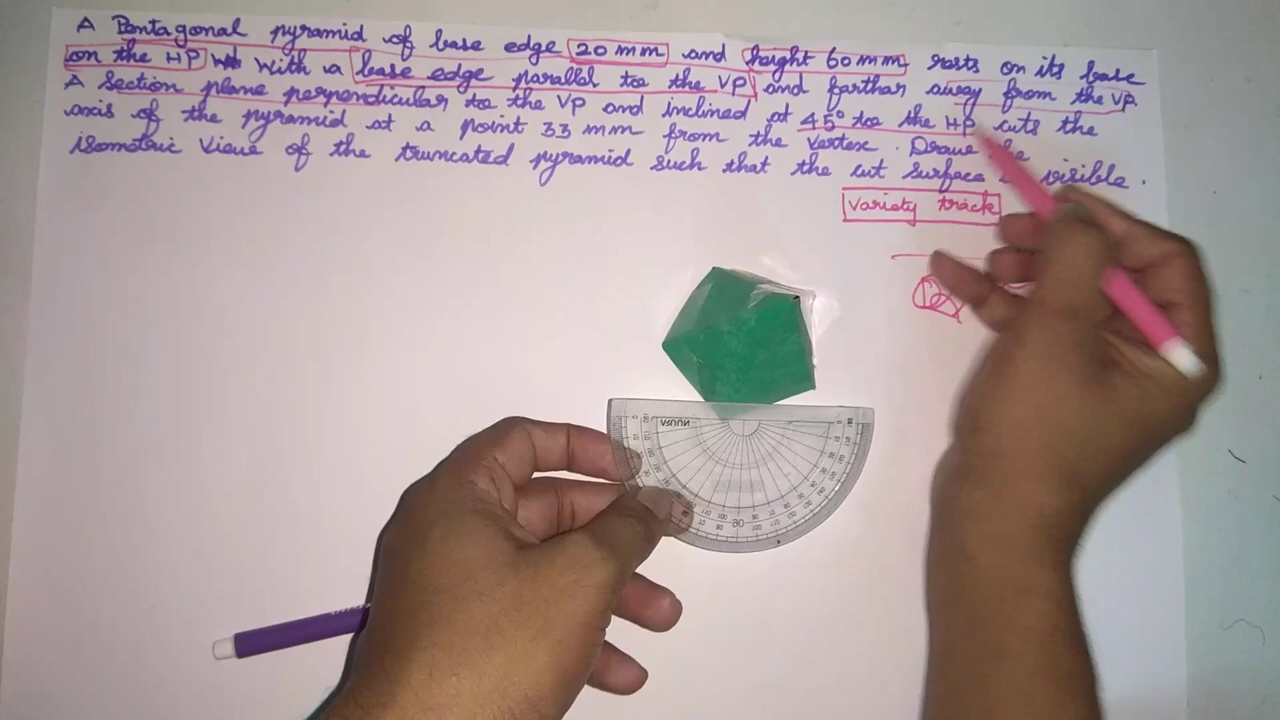 A Pentagonal pyramid of base edge 20 mm and height 60 mm rests on its base
on the HP with a base edge parallel to the VP and farther away from the VP.
A section plane perpendicular to the VP and inclined at 45° to the HP cuts the
axis of the pyramid at a point 33 mm from the vertex. Draw the
isometric view of the truncated pyramid such that the cut surface visible.
Variety track